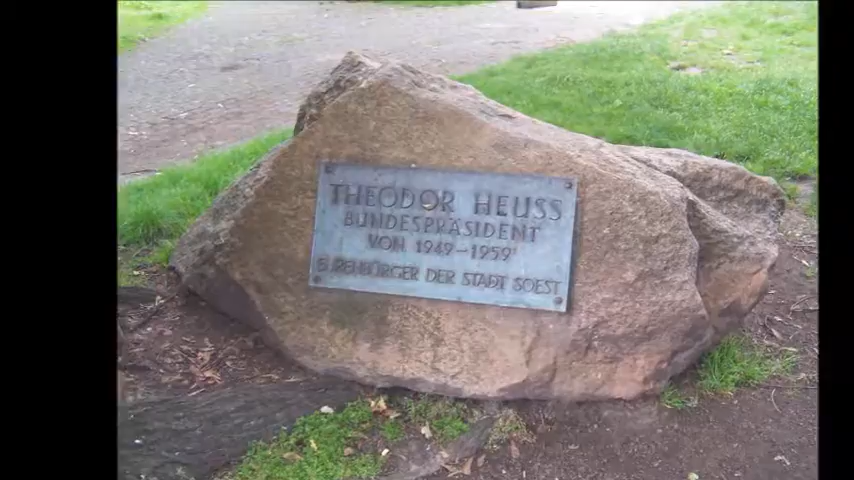 THEODOR HEUSS
BUNDESPRÄSIDENT
VON 1949–1959
EHRENBÜRGER DER STADT SOEST